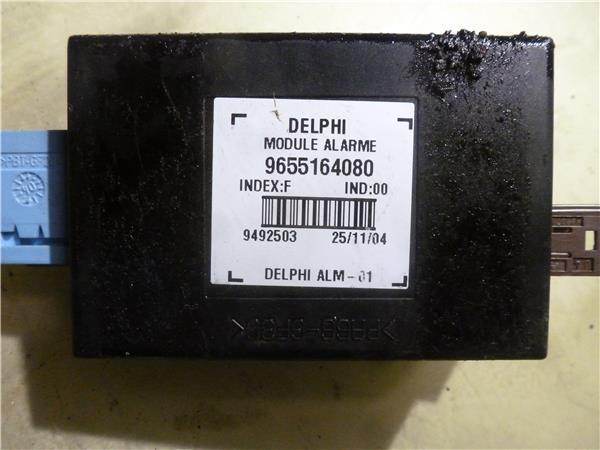 DELPHI
MODULE ALARME
9655164080
INDEX:F IND:00
9492503 25/11/04
DELPHI ALM-01